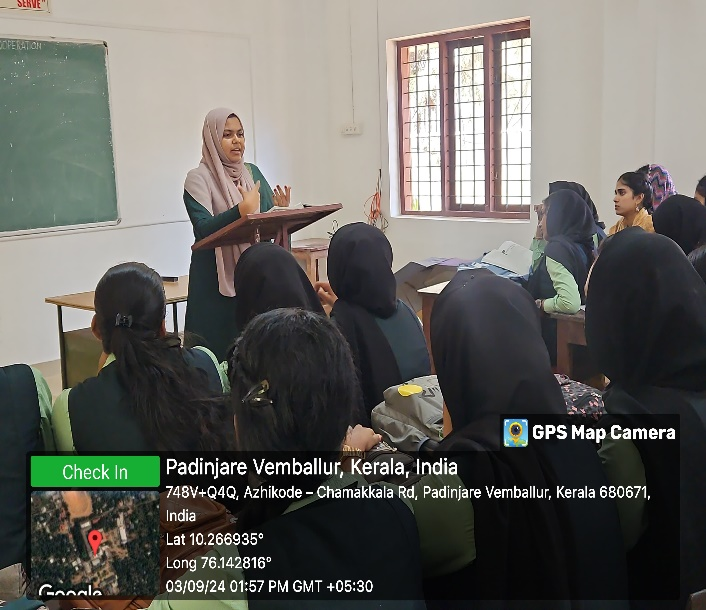 SERVE"
OPERATION
GPS Map Camera
Check In
Padinjare Vemballur, Kerala, India
748V+Q4Q, Azhikode – Chamakkala Rd, Padinjare Vemballur, Kerala 680671,
India
Lat 10.266935°
Long 76.142816°
03/09/24 01:57 PM GMT +05:30
Google